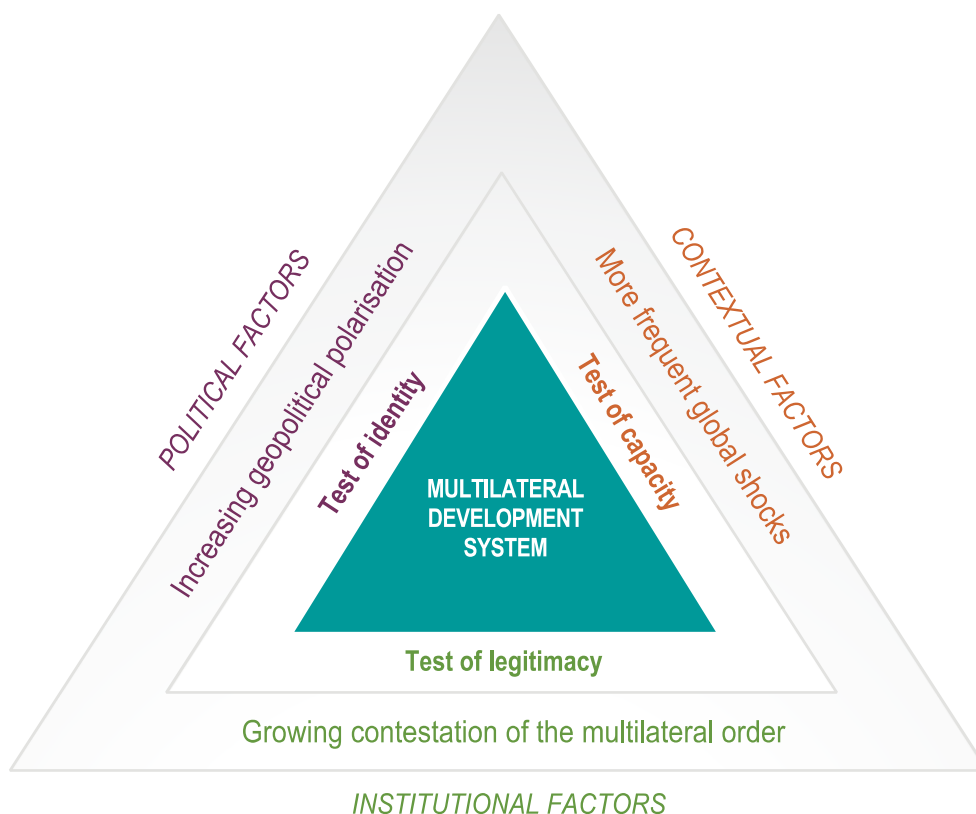 POLITICAL FACTORS
Increasing geopolitical polarisation
Test of identity
CONTEXTUAL FACTORS
More frequent global shocks
Test of capacity
MULTILATERAL
DEVELOPMENT
SYSTEM
Test of legitimacy
Growing contestation of the multilateral order
INSTITUTIONAL FACTORS